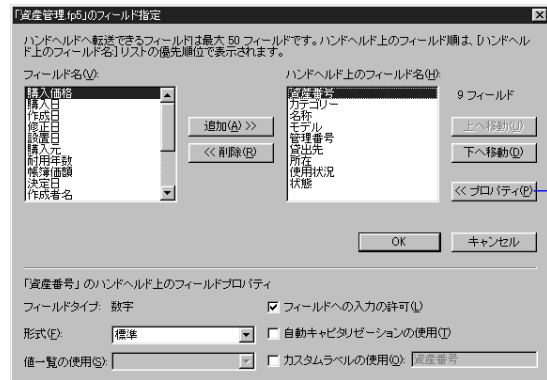 「資産管理.fp5」のフィールド指定
ハンドヘルドへ転送できるフィールドは最大 50 フィールドです。ハンドヘルド上のフィールド順は、[ハンドヘル
ド上のフィールド名]リストの優先順位で表示されます。
フィールド名(V):
購入価格
購入日
作成日
修正日
設置日
購入元
耐用年数
帳簿価額
決定日
作成者名
追加(A) >>
<< 削除(R)
ハンドヘルド上のフィールド名(H):
資産番号
カテゴリー
名称
モデル
管理番号
貸出先
所在
使用状況
状態
9 フィールド
上へ移動(U)
下へ移動(D)
<< プロパティ(P)
OK
キャンセル
「資産番号」のハンドヘルド上のフィールドプロパティ
フィールドタイプ: 数字
形式(F): 標準
値一覧の使用(S):
フィールドへの入力の許可(L)
自動キャピタリゼーションの使用(T)
カスタムラベルの使用(O): 資産番号